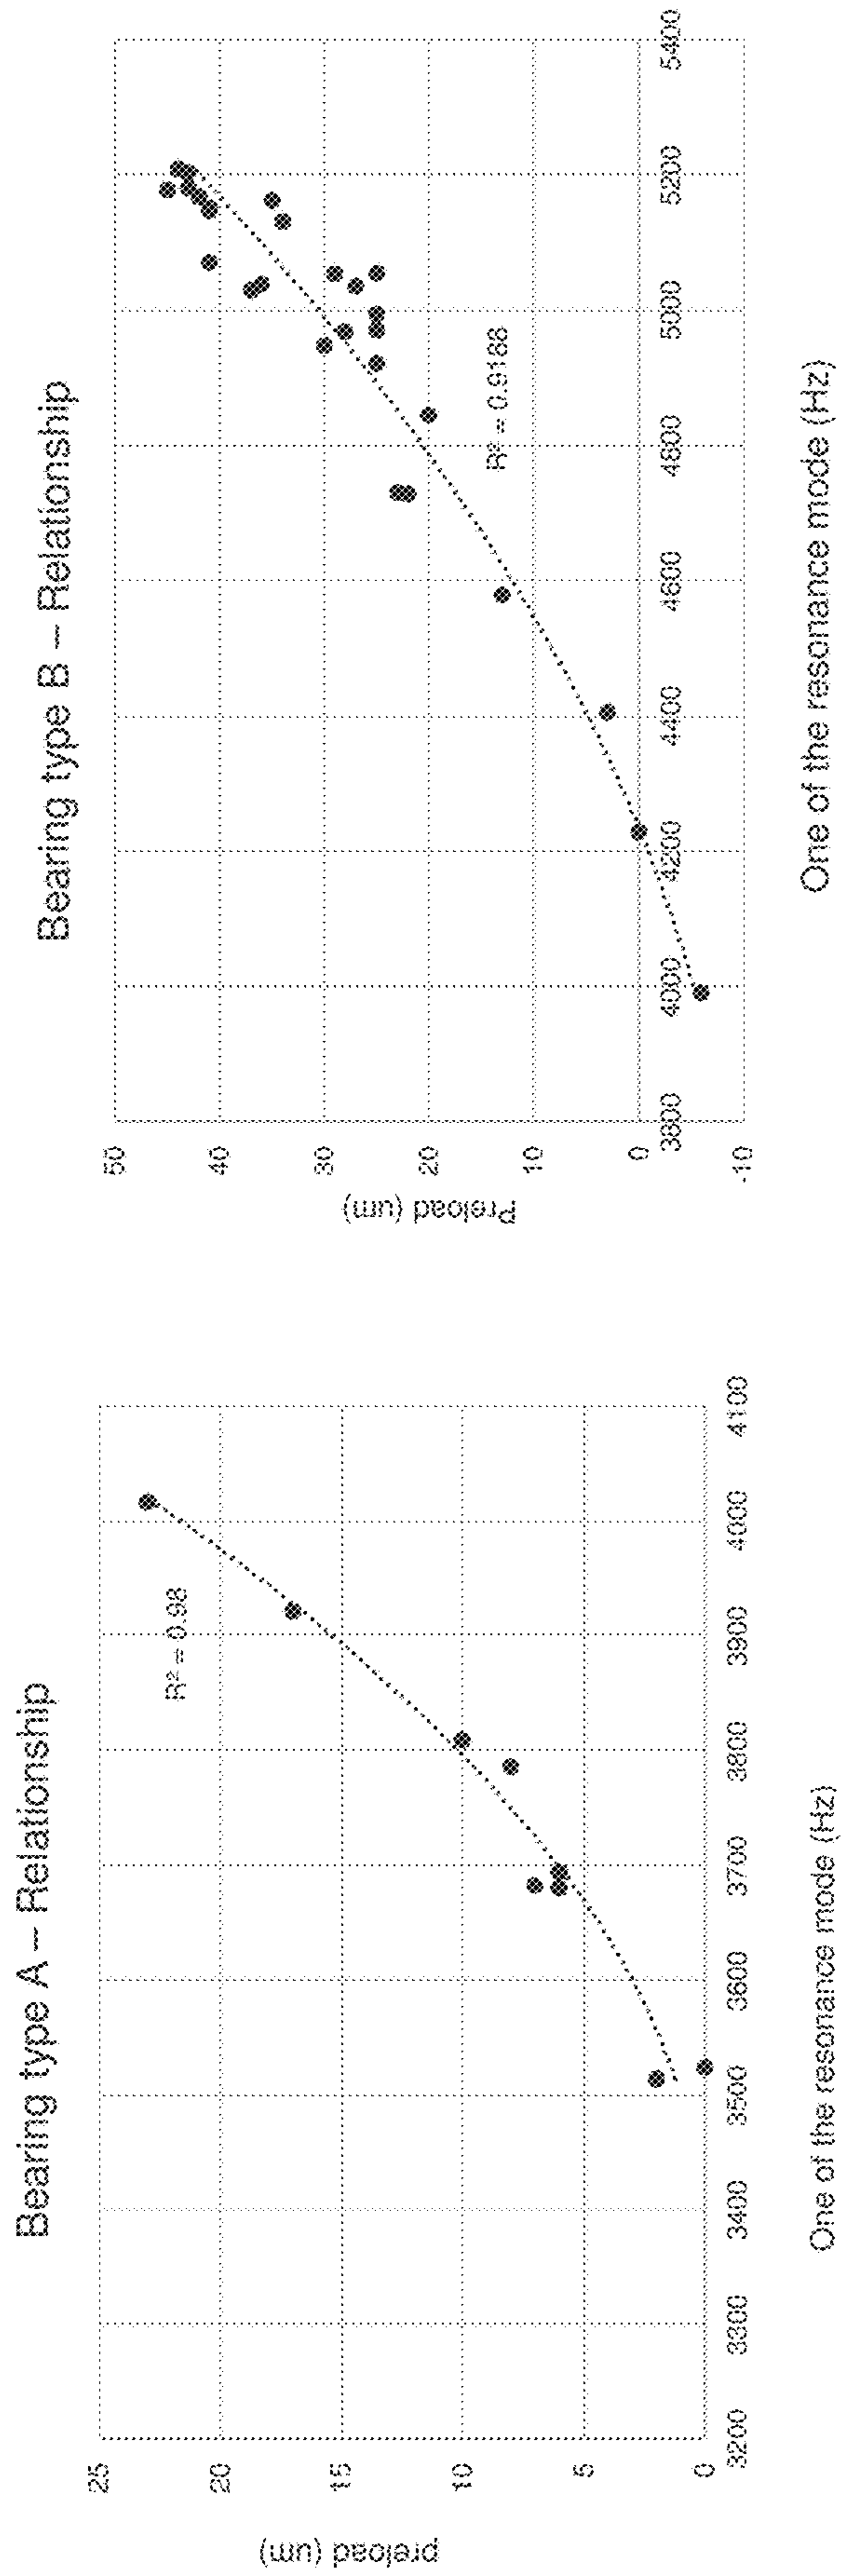 Bearing type A – Relationship
preload (um)
25
20
15
10
5
0
R² = 0.98
3200 3300 3400 3500 3600 3700 3800 3900 4000 4100
One of the resonance mode (Hz)
Bearing type B – Relationship
Preload (um)
50
40
30
20
10
0
-10
R² = 0.9188
3800 4000 4200 4400 4600 4800 5000 5200 5400
One of the resonance mode (Hz)